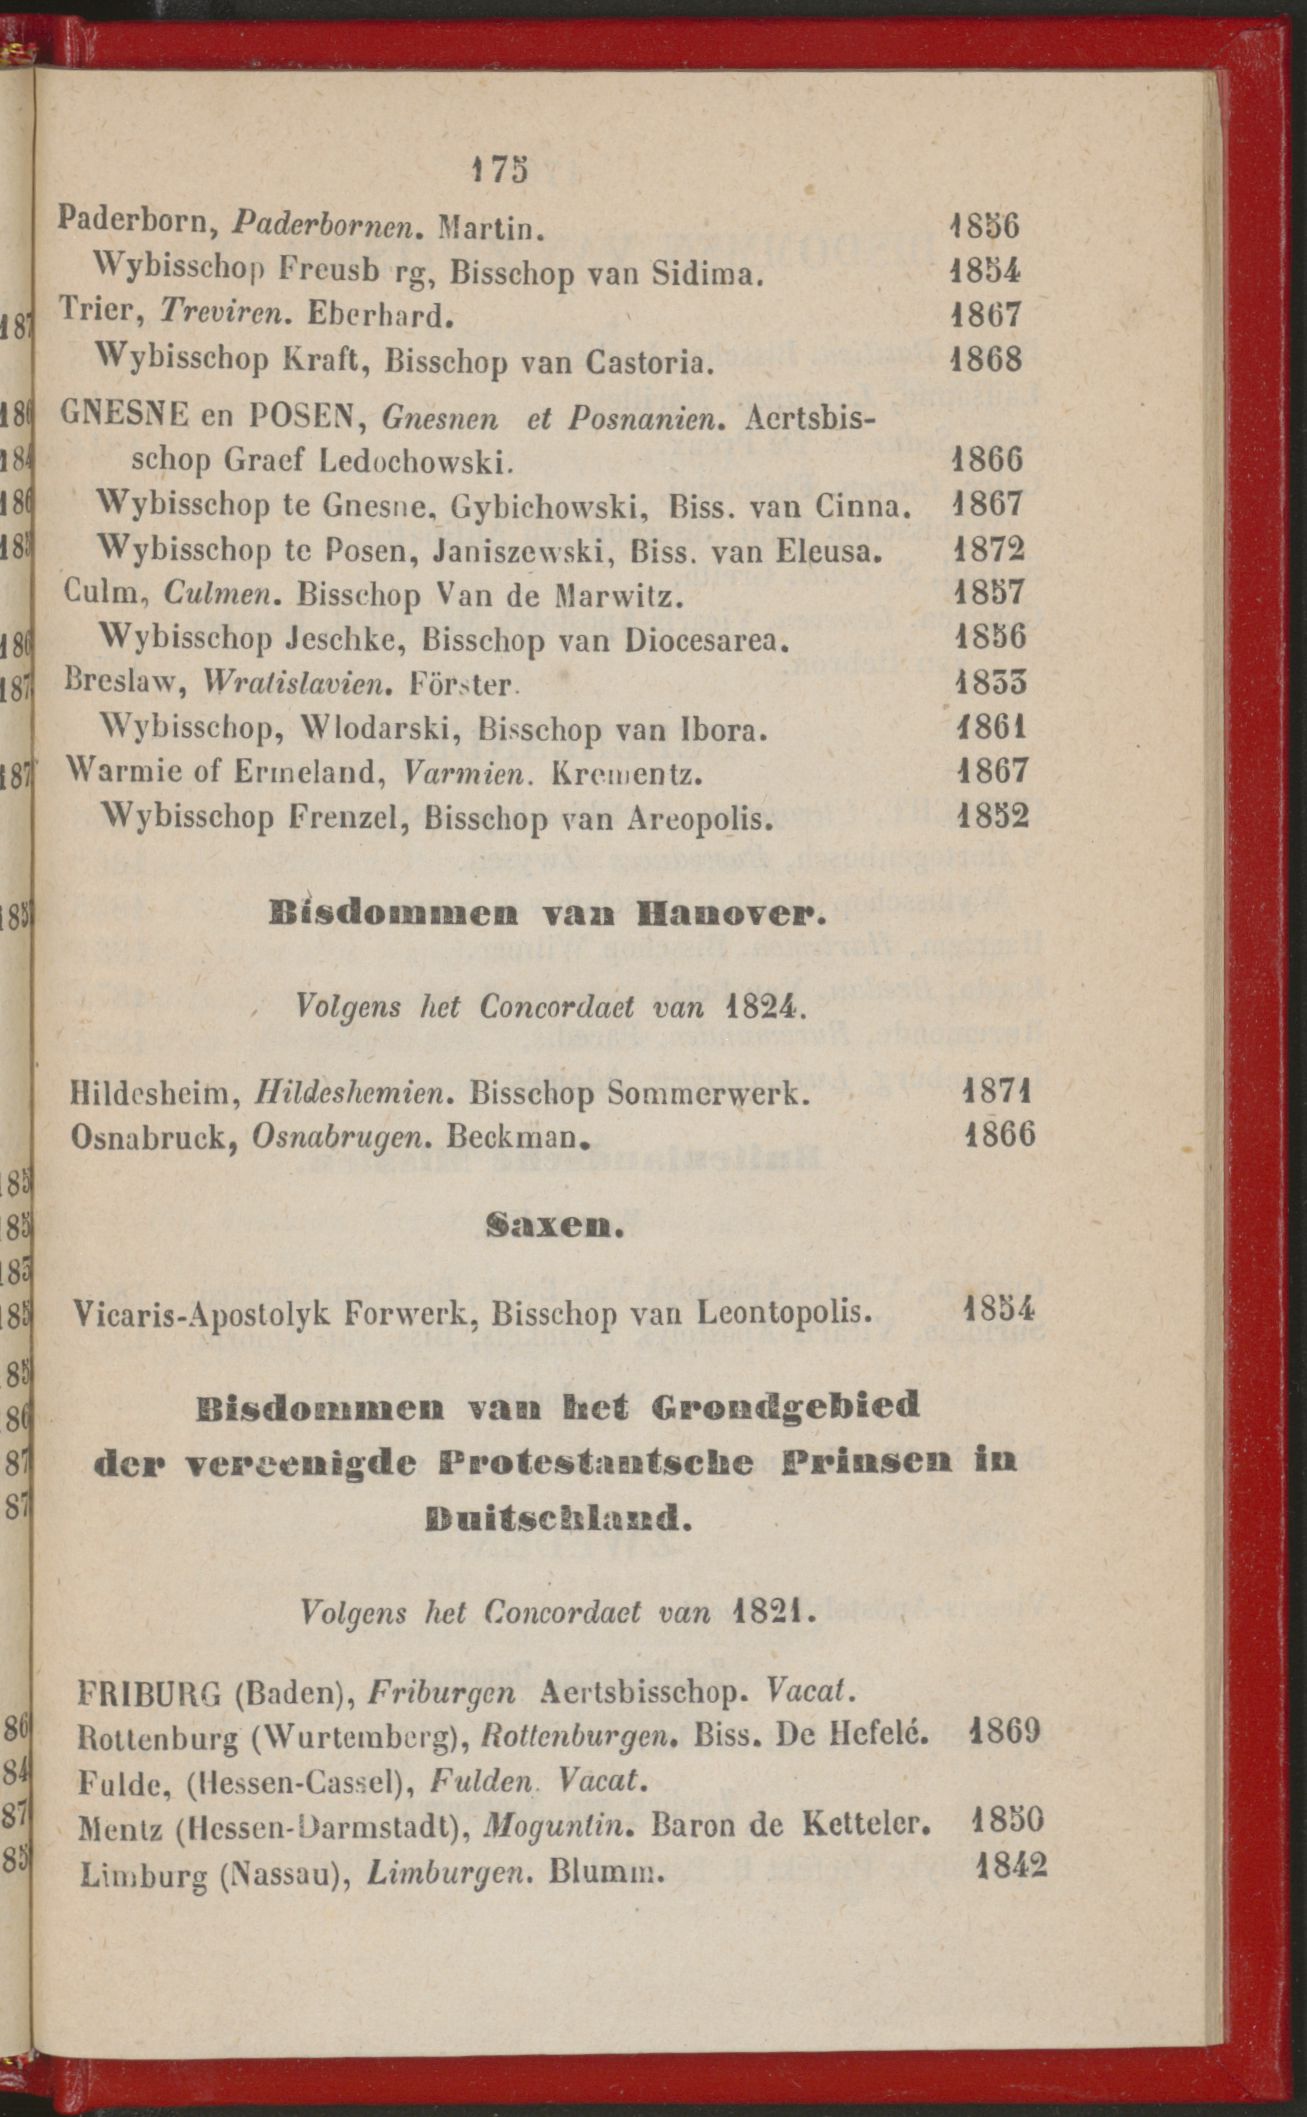 175
Paderborn, Paderbornen. Martin. 1856
Wybisschop Freusb rg, Bisschop van Sidima. 1854
Trier, Treviren. Eberhard. 1867
Wybisschop Kraft, Bisschop van Castoria. 1868
GNESNE en POSEN, Gnesnen et Posnanien. Aertsbis-
schop Graef Ledochowski. 1866
Wybisschop te Gnesne, Gybichowski, Biss. van Cinna. 1867
Wybisschop te Posen, Janiszewski, Biss. van Eleusa. 1872
Culm, Culmen. Bisschop Van de Marwitz. 1857
Wybisschop Jeschke, Bisschop van Diocesarea. 1856
Breslaw, Wratislavien. Förster. 1853
Wybisschop, Wlodarski, Bisschop van Ibora. 1861
Warmie of Ermeland, Varmien. Krementz. 1867
Wybisschop Frenzel, Bisschop van Areopolis. 1852
Bisdommen van Hanover.
Volgens het Concordaet van 1824.
Hildesheim, Hildeshemien. Bisschop Sommerwerk. 1871
Osnabruck, Osnabrugen. Beckman. 1866
Saxen.
Vicaris-Apostolyk Forwerk, Bisschop van Leontopolis. 1854
Bisdommen van het Grondgebied
der vereenigde Protestantsche Prinsen in
Duitschland.
Volgens het Concordaet van 1821.
FRIBURG (Baden), Friburgen Aertsbisschop. Vacat.
Rottenburg (Wurtemberg), Rottenburgen. Biss. De Hefelé. 1869
Fulde, (Hessen-Cassel), Fulden. Vacat.
Mentz (Hessen-Darmstadt), Moguntin. Baron de Ketteler. 1850
Limburg (Nassau), Limburgen. Blumm. 1842